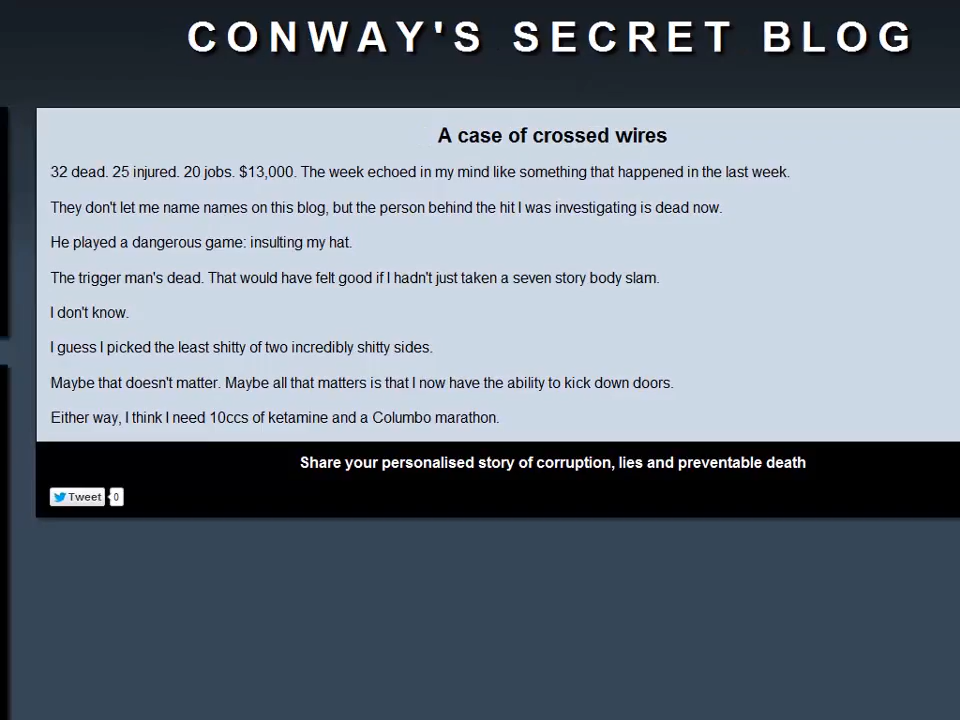 CONWAY'S SECRET BLOG
A case of crossed wires
32 dead. 25 injured. 20 jobs. $13,000. The week echoed in my mind like something that happened in the last week.
They don't let me name names on this blog, but the person behind the hit I was investigating is dead now.
He played a dangerous game: insulting my hat.
The trigger man's dead. That would have felt good if I hadn't just taken a seven story body slam.
I don't know.
I guess I picked the least shitty of two incredibly shitty sides.
Maybe that doesn't matter. Maybe all that matters is that I now have the ability to kick down doors.
Either way, I think I need 10ccs of ketamine and a Columbo marathon.
Share your personalised story of corruption, lies and preventable death
Tweet 0